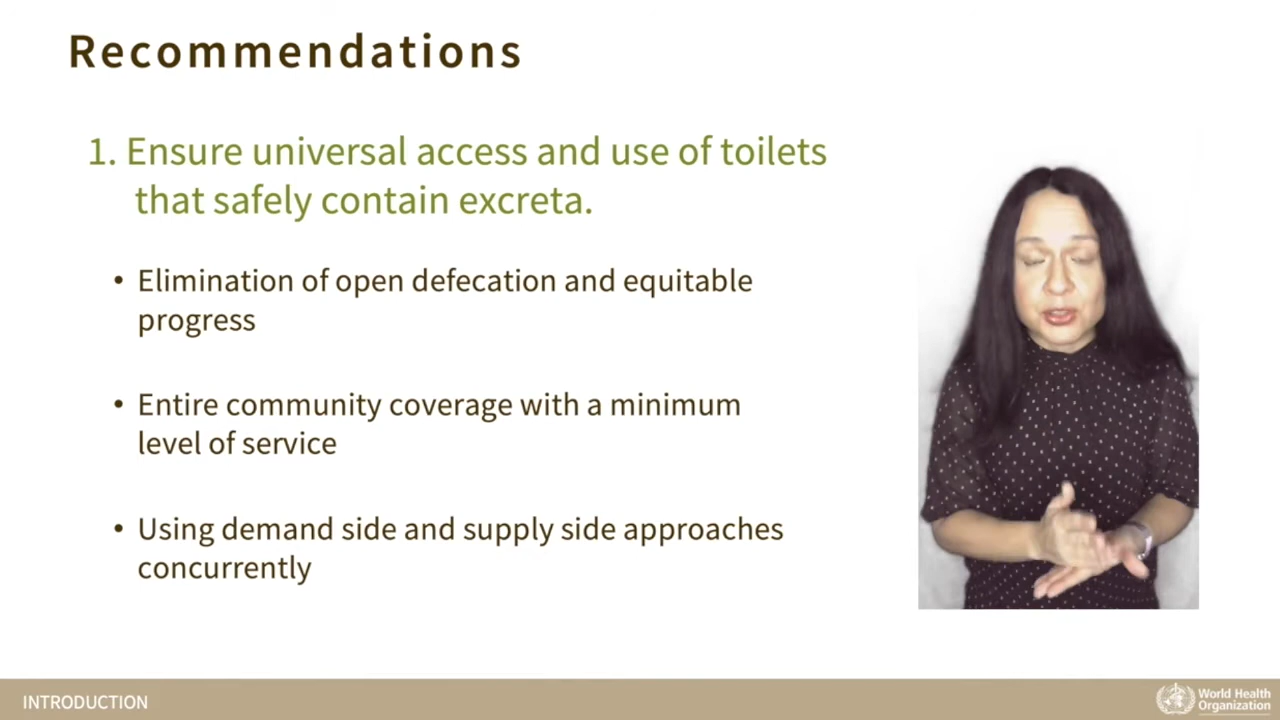 Recommendations
1. Ensure universal access and use of toilets
that safely contain excreta.
• Elimination of open defecation and equitable
progress
• Entire community coverage with a minimum
level of service
• Using demand side and supply side approaches
concurrently
INTRODUCTION
World Health
Organization